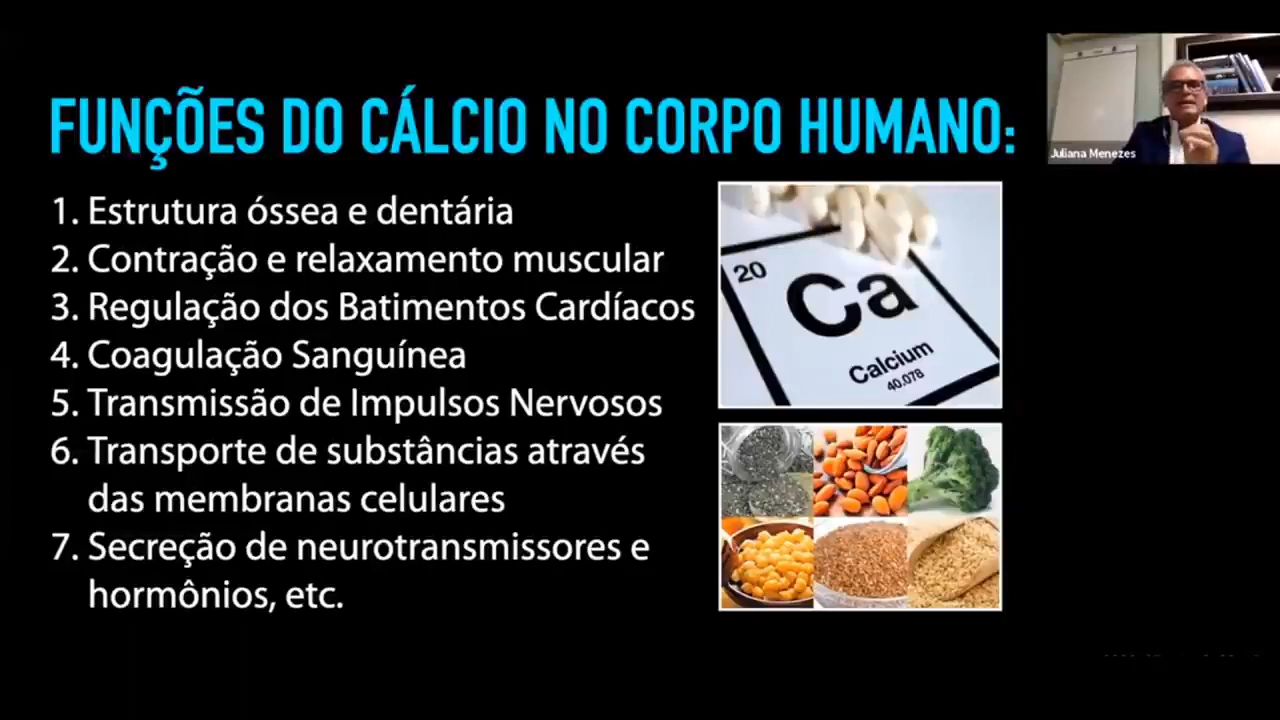 FUNÇÕES DO CÁLCIO NO CORPO HUMANO:
Juliana Menezes
1. Estrutura óssea e dentária
2. Contração e relaxamento muscular
3. Regulação dos Batimentos Cardíacos
4. Coagulação Sanguínea
5. Transmissão de Impulsos Nervosos
6. Transporte de substâncias através
das membranas celulares
7. Secreção de neurotransmissores e
hormônios, etc.
20
Ca
Calcium
40.078